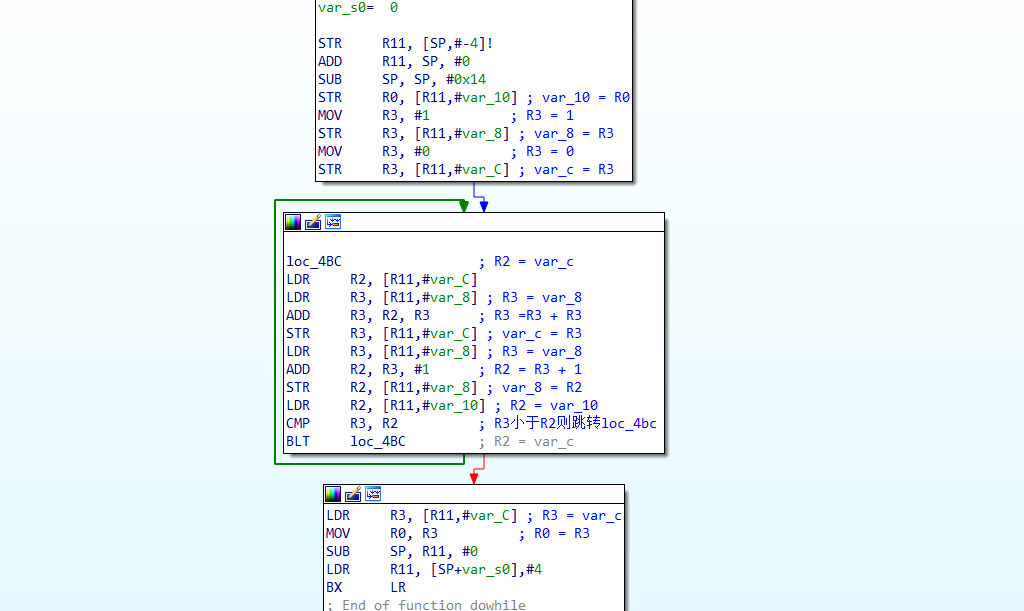 var_s0=  0
STR     R11, [SP,#-4]!
ADD     R11, SP, #0
SUB     SP, SP, #0x14
STR     R0, [R11,#var_10] ; var_10 = R0
MOV     R3, #1          ; R3 = 1
STR     R3, [R11,#var_8] ; var_8 = R3
MOV     R3, #0          ; R3 = 0
STR     R3, [R11,#var_C] ; var_c = R3
loc_4BC                 ; R2 = var_c
LDR     R2, [R11,#var_C]
LDR     R3, [R11,#var_8] ; R3 = var_8
ADD     R3, R2, R3      ; R3 =R3 + R3
STR     R3, [R11,#var_C] ; var_c = R3
LDR     R3, [R11,#var_8] ; R3 = var_8
ADD     R2, R3, #1      ; R2 = R3 + 1
STR     R2, [R11,#var_8] ; var_8 = R2
LDR     R2, [R11,#var_10] ; R2 = var_10
CMP     R3, R2          ; R3小于R2则跳转loc_4bc
BLT     loc_4BC         ; R2 = var_c
LDR     R3, [R11,#var_C] ; R3 = var_c
MOV     R0, R3          ; R0 = R3
SUB     SP, R11, #0
LDR     R11, [SP+var_s0],#4
BX      LR
; End of function dowhile